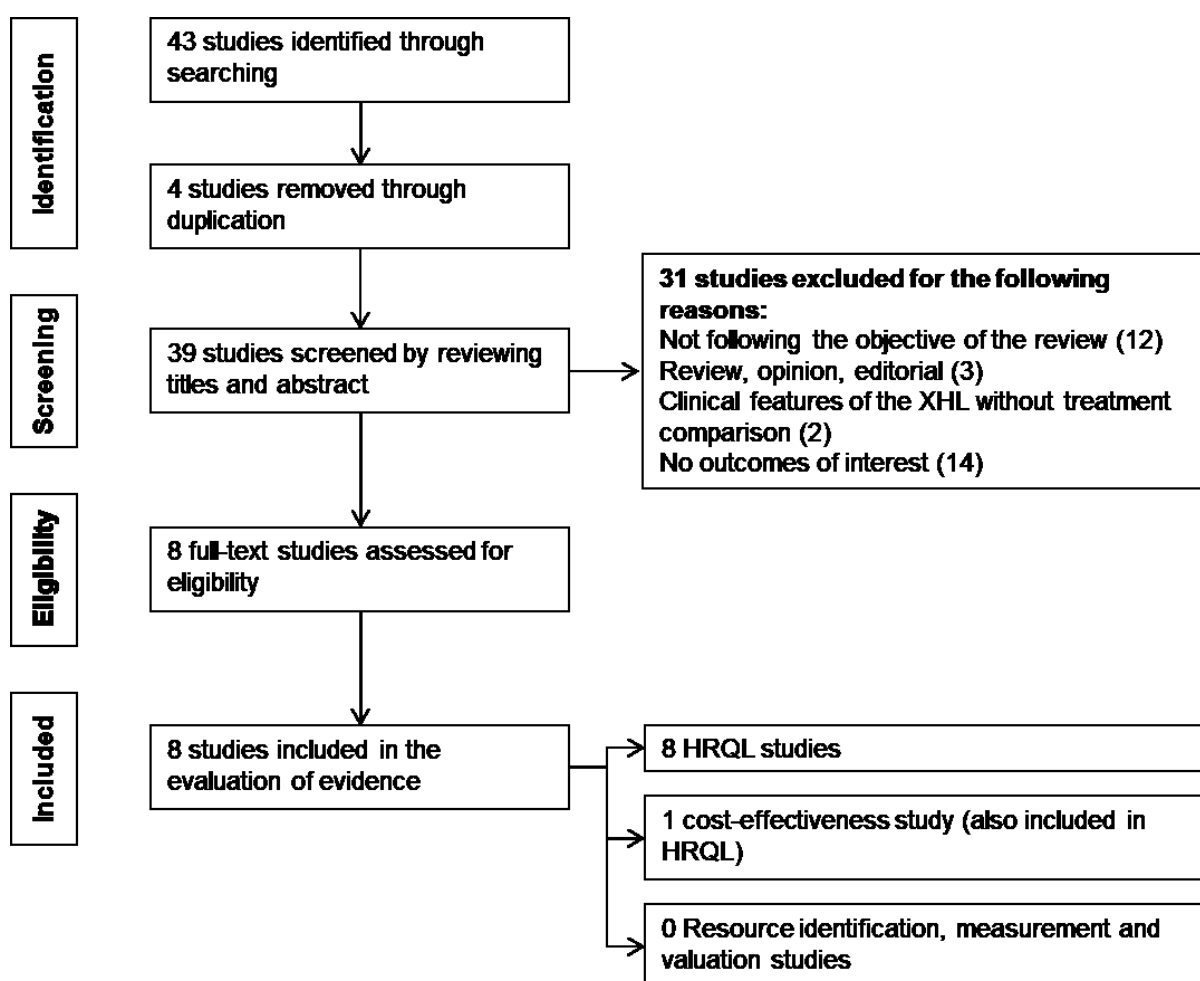 Identification
43 studies identified through
searching
4 studies removed through
duplication
Screening
39 studies screened by reviewing
titles and abstract
31 studies excluded for the following
reasons:
Not following the objective of the review (12)
Review, opinion, editorial (3)
Clinical features of the XHL without treatment
comparison (2)
No outcomes of interest (14)
Eligibility
8 full-text studies assessed for
eligibility
Included
8 studies included in the
evaluation of evidence
8 HRQL studies
1 cost-effectiveness study (also included in
HRQL)
0 Resource identification, measurement and
valuation studies